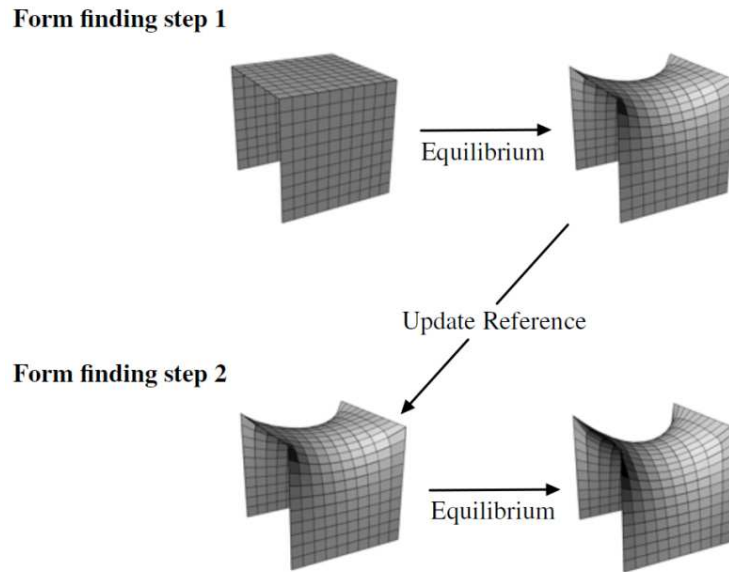 Form finding step 1
Equilibrium
Update Reference
Form finding step 2
Equilibrium